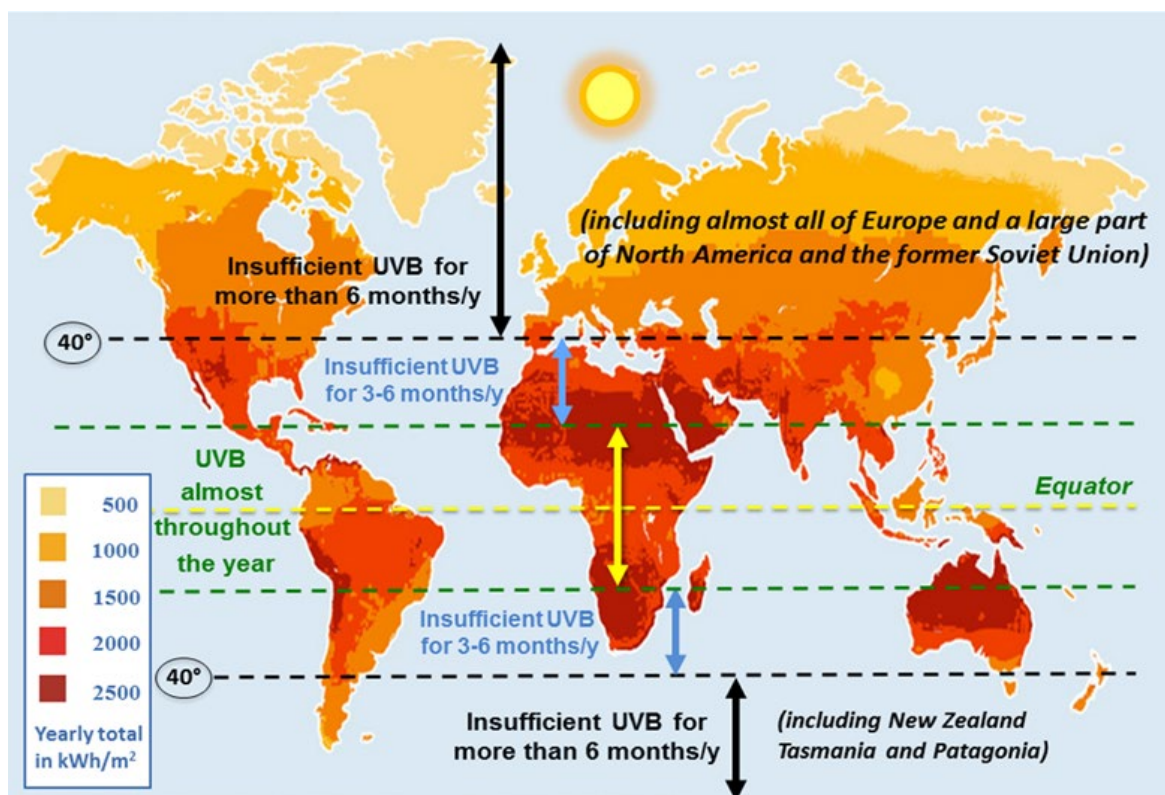 (including almost all of Europe and a large part
of North America and the former Soviet Union)
Insufficient UVB for
more than 6 months/y
40°
Insufficient UVB
for 3-6 months/y
UVB
almost
throughout
the year
Equator
500
1000
1500
2000
2500
Yearly total
in kWh/m²
Insufficient UVB
for 3-6 months/y
40°
Insufficient UVB for
more than 6 months/y
(including New Zealand
Tasmania and Patagonia)